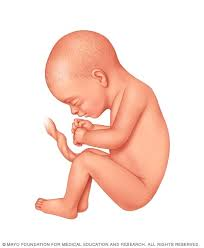 © MAYO FOUNDATION FOR MEDICAL EDUCATION AND RESEARCH. ALL RIGHTS RESERVED.